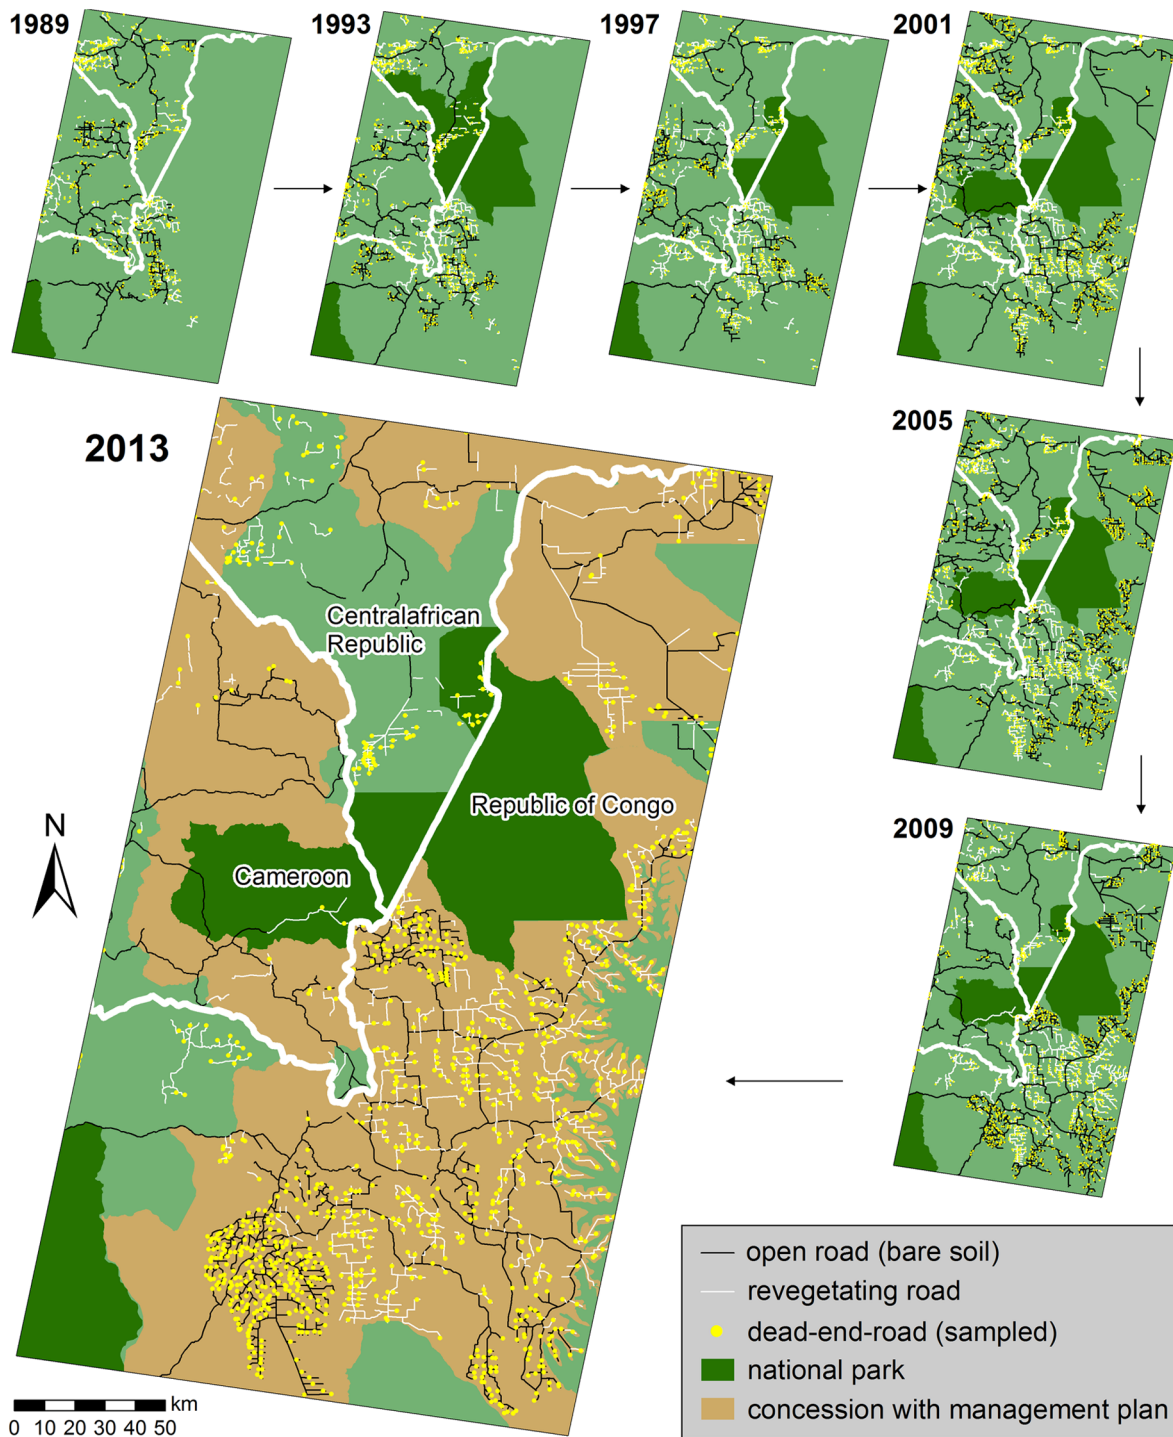 1989
1993
1997
2001
2005
2009
2013
Centralafrican
Republic
Republic of Congo
Cameroon
N
km
0 10 20 30 40 50
open road (bare soil)
revegetating road
dead-end-road (sampled)
national park
concession with management plan